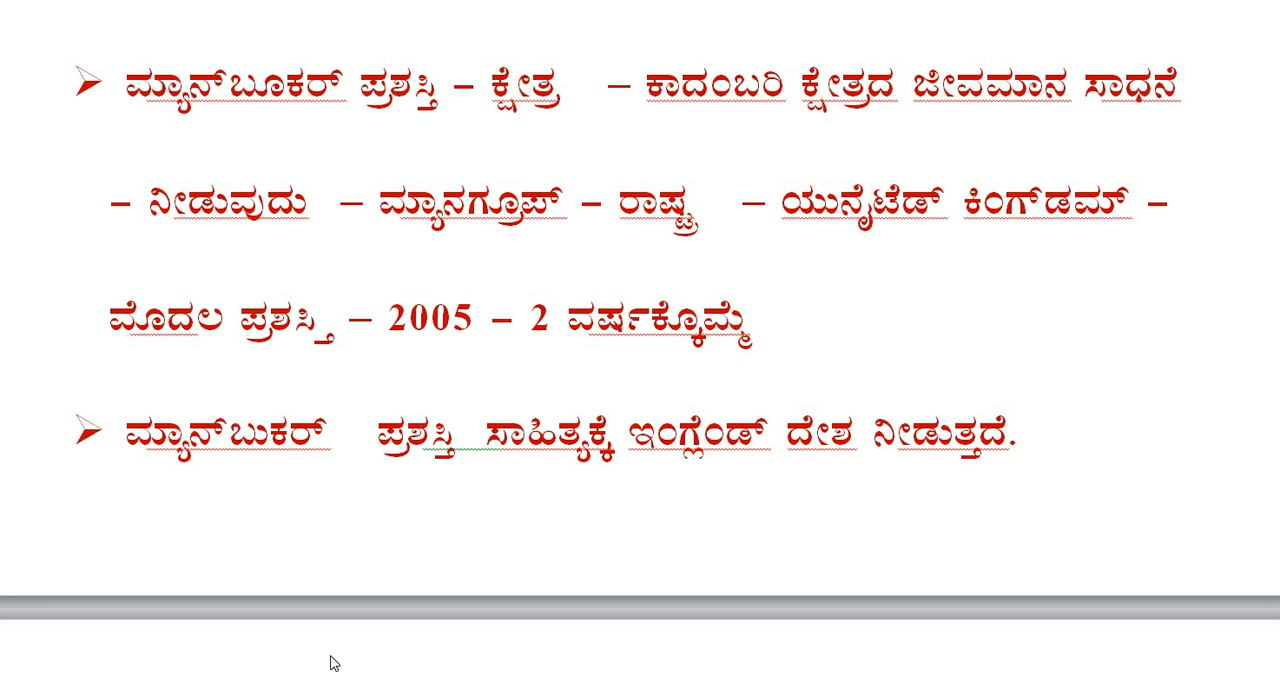 ➢ ಮ್ಯಾನ್‌ಬೂಕರ್ ಪ್ರಶಸ್ತಿ – ಕ್ಷೇತ್ರ – ಕಾದಂಬರಿ ಕ್ಷೇತ್ರದ ಜೀವಮಾನ ಸಾಧನೆ
– ನೀಡುವುದು – ಮ್ಯಾನಗ್ರೂಪ್ – ರಾಷ್ಟ್ರ – ಯುನೈಟೆಡ್ ಕಿಂಗ್‌ಡಮ್ –
ಮೊದಲ ಪ್ರಶಸ್ತಿ – 2005 – 2 ವರ್ಷಕ್ಕೊಮ್ಮೆ
➢ ಮ್ಯಾನ್‌ಬುಕರ್ ಪ್ರಶಸ್ತಿ ಸಾಹಿತ್ಯಕ್ಕೆ ಇಂಗ್ಲೆಂಡ್ ದೇಶ ನೀಡುತ್ತದೆ.